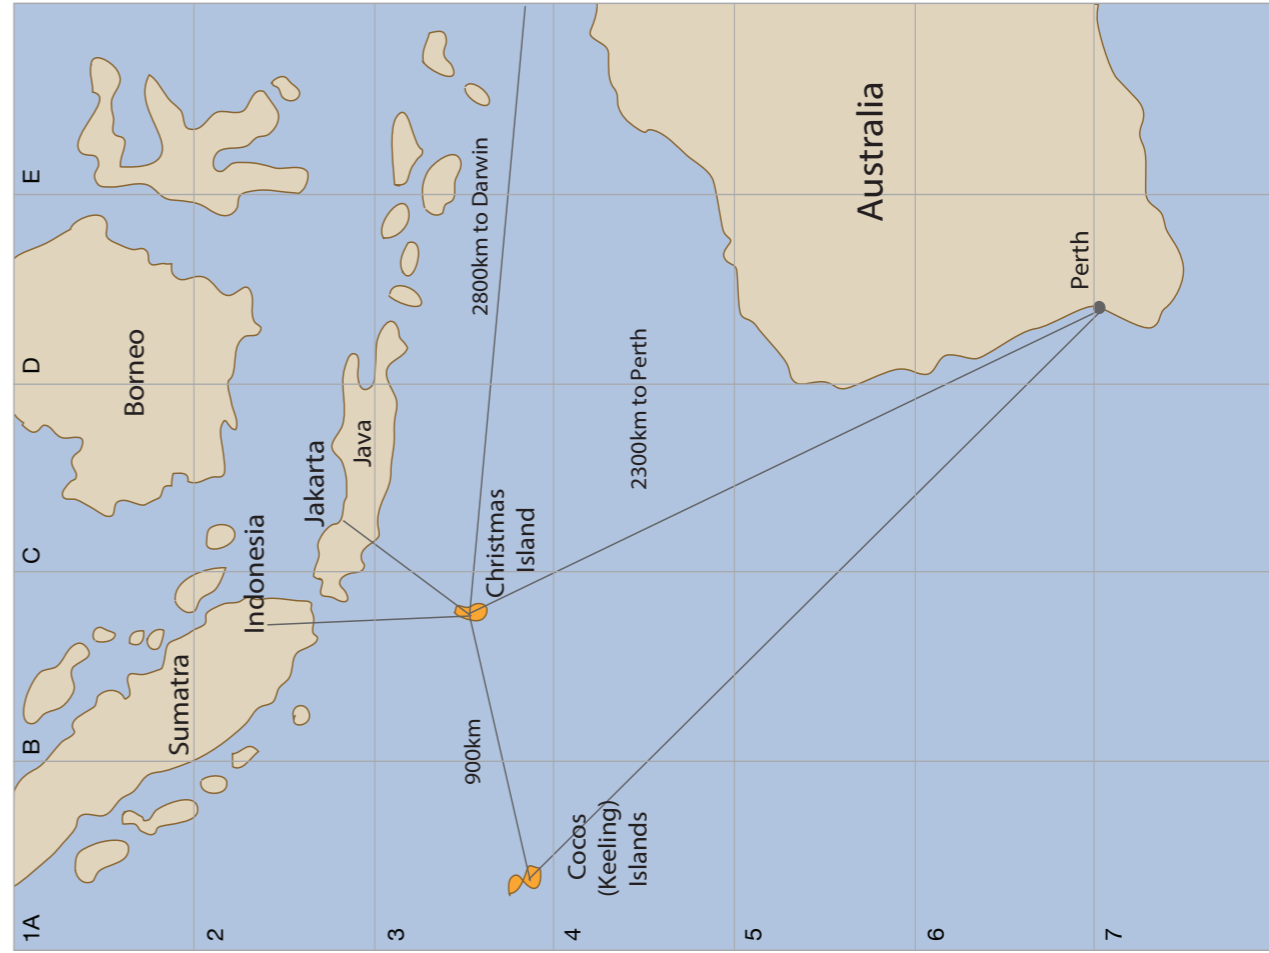 1A
B
C
D
E
2
3
4
5
6
7
Sumatra
Borneo
Indonesia
Jakarta
Java
Christmas
Island
900km
2800km to Darwin
2300km to Perth
Cocos
(Keeling)
Islands
Australia
Perth